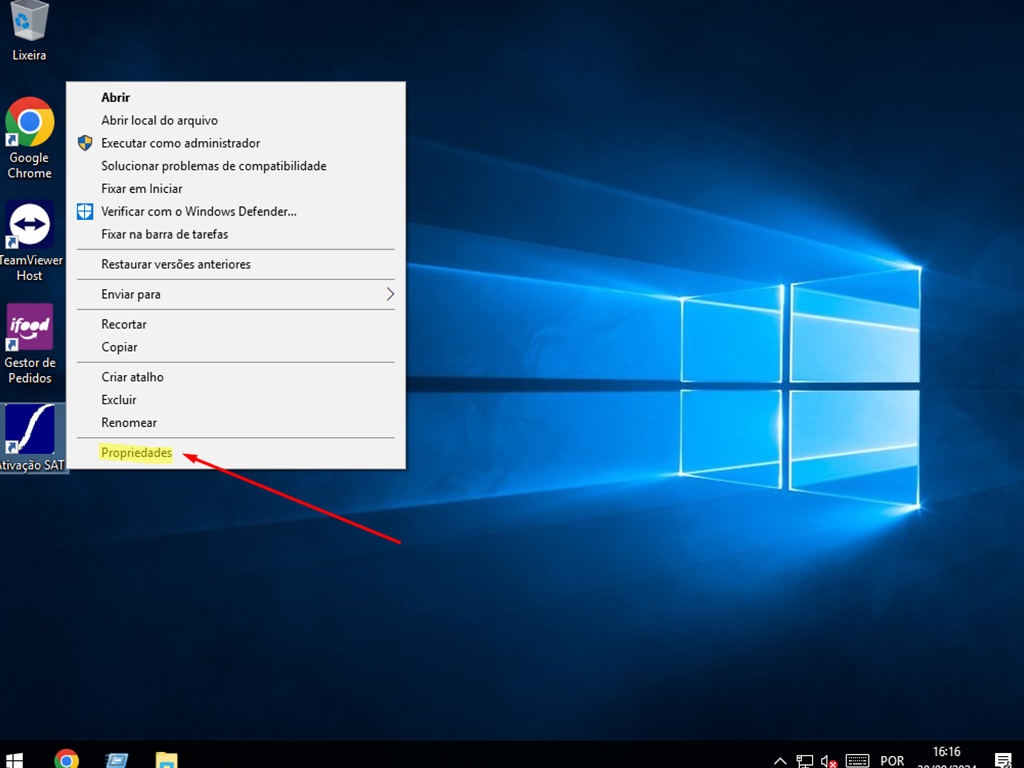 Lixeira
Google
Chrome
TeamViewer
Host
ifood
Gestor de
Pedidos
Ativação SAT
Abrir
Abrir local do arquivo
Executar como administrador
Solucionar problemas de compatibilidade
Fixar em Iniciar
Verificar com o Windows Defender...
Fixar na barra de tarefas
Restaurar versões anteriores
Enviar para
Recortar
Copiar
Criar atalho
Excluir
Renomear
Propriedades
POR
16:16